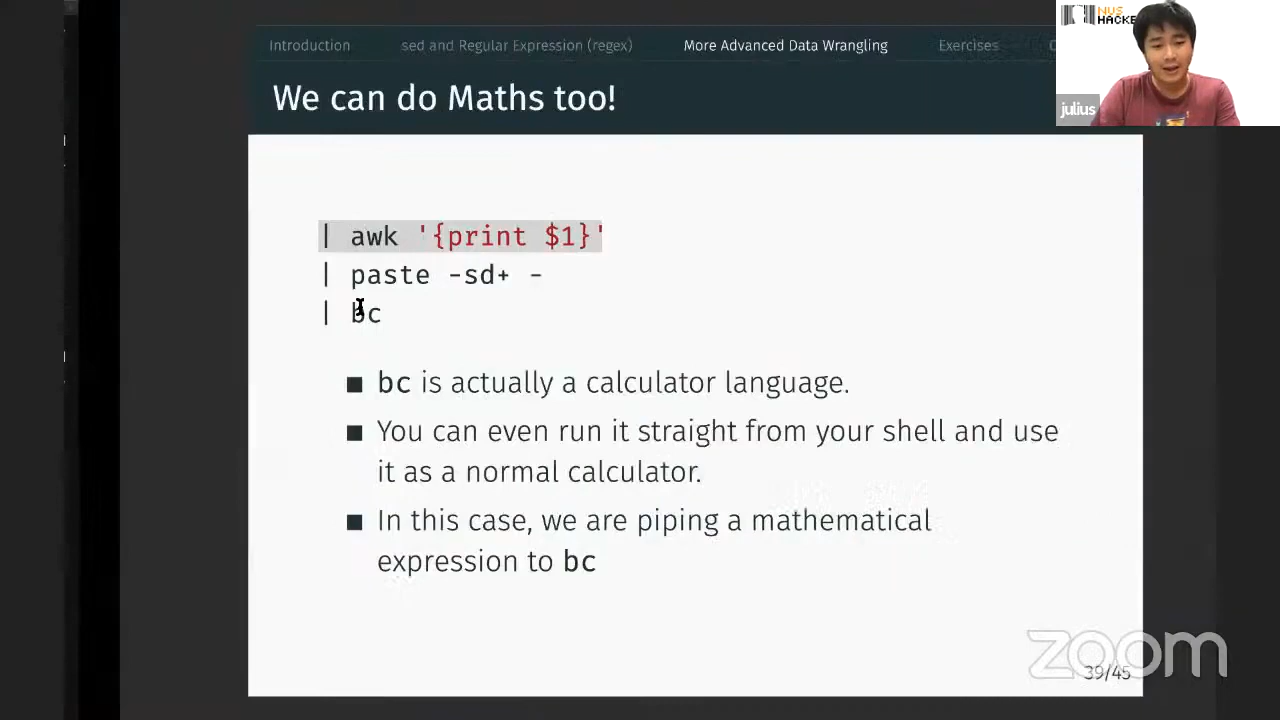 Introduction sed and Regular Expression (regex) More Advanced Data Wrangling Exercises
NUS
HACKE
julius
We can do Maths too!
| awk '{print $1}'
| paste -sd+ -
| bc
■ bc is actually a calculator language.
■ You can even run it straight from your shell and use
it as a normal calculator.
■ In this case, we are piping a mathematical
expression to bc
zoom
39/45